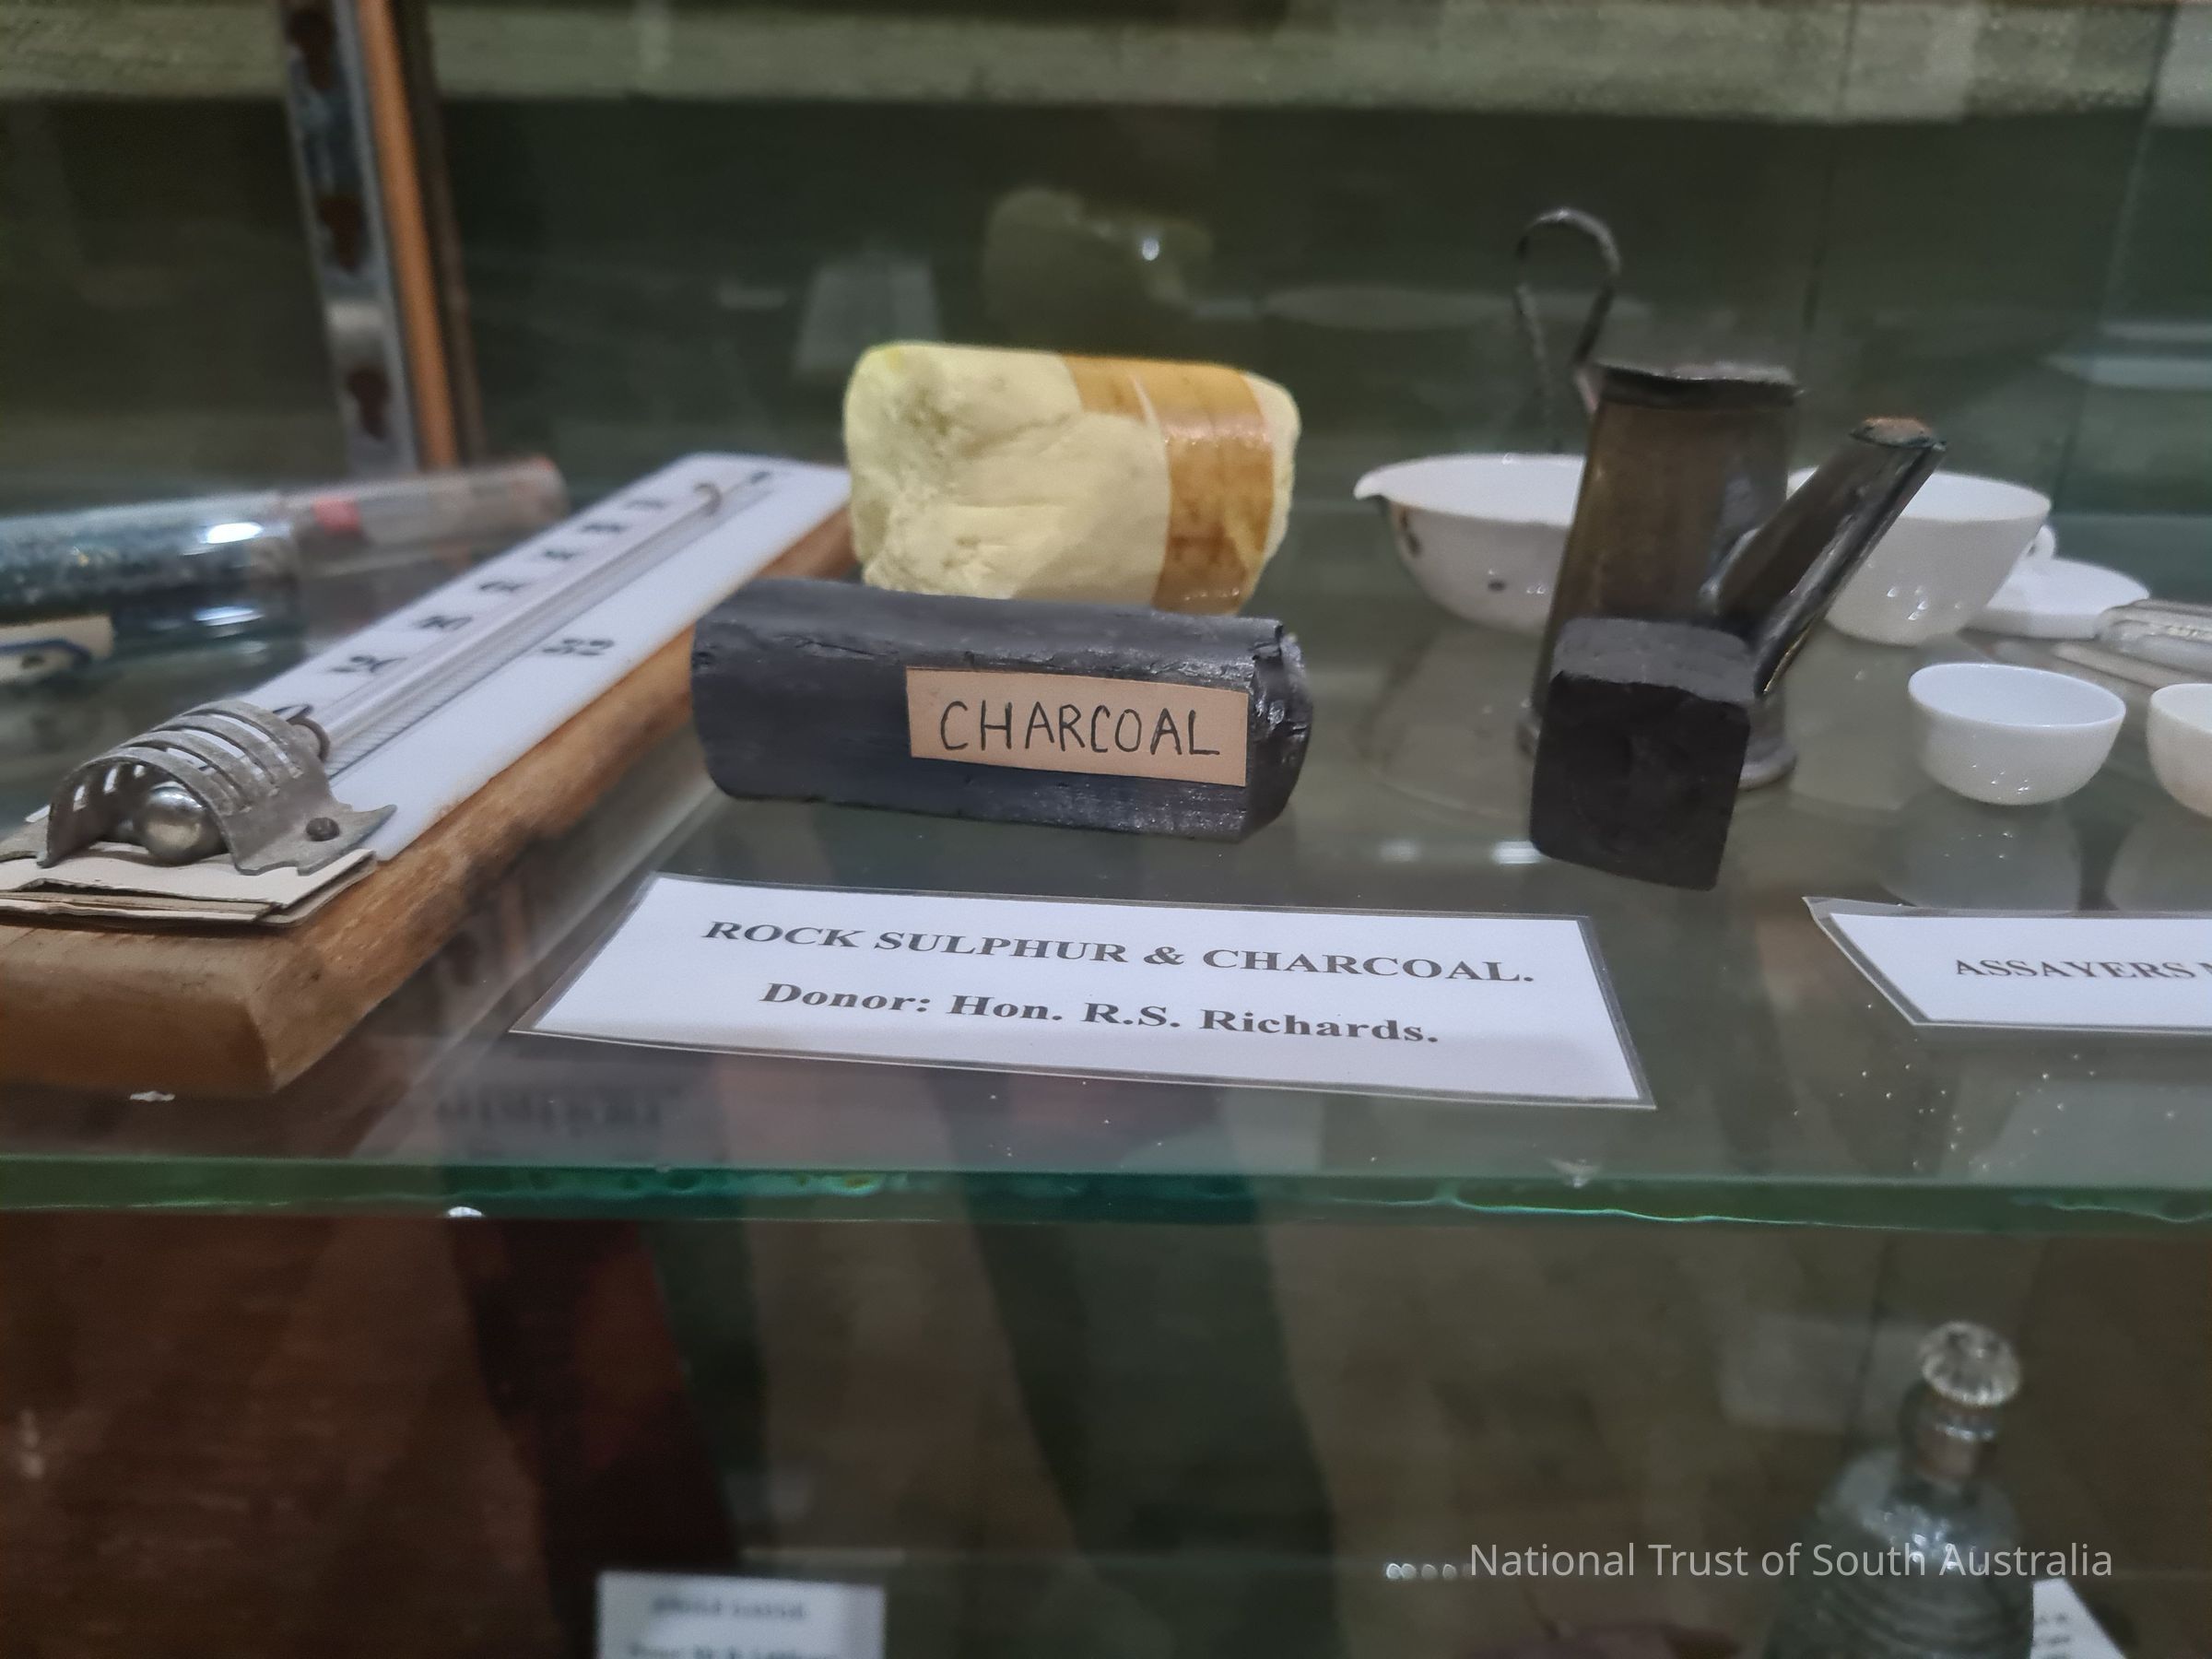 CHARCOAL
ROCK SULPHUR & CHARCOAL.
Donor: Hon. R.S. Richards.
ASSAYERS
National Trust of South Australia